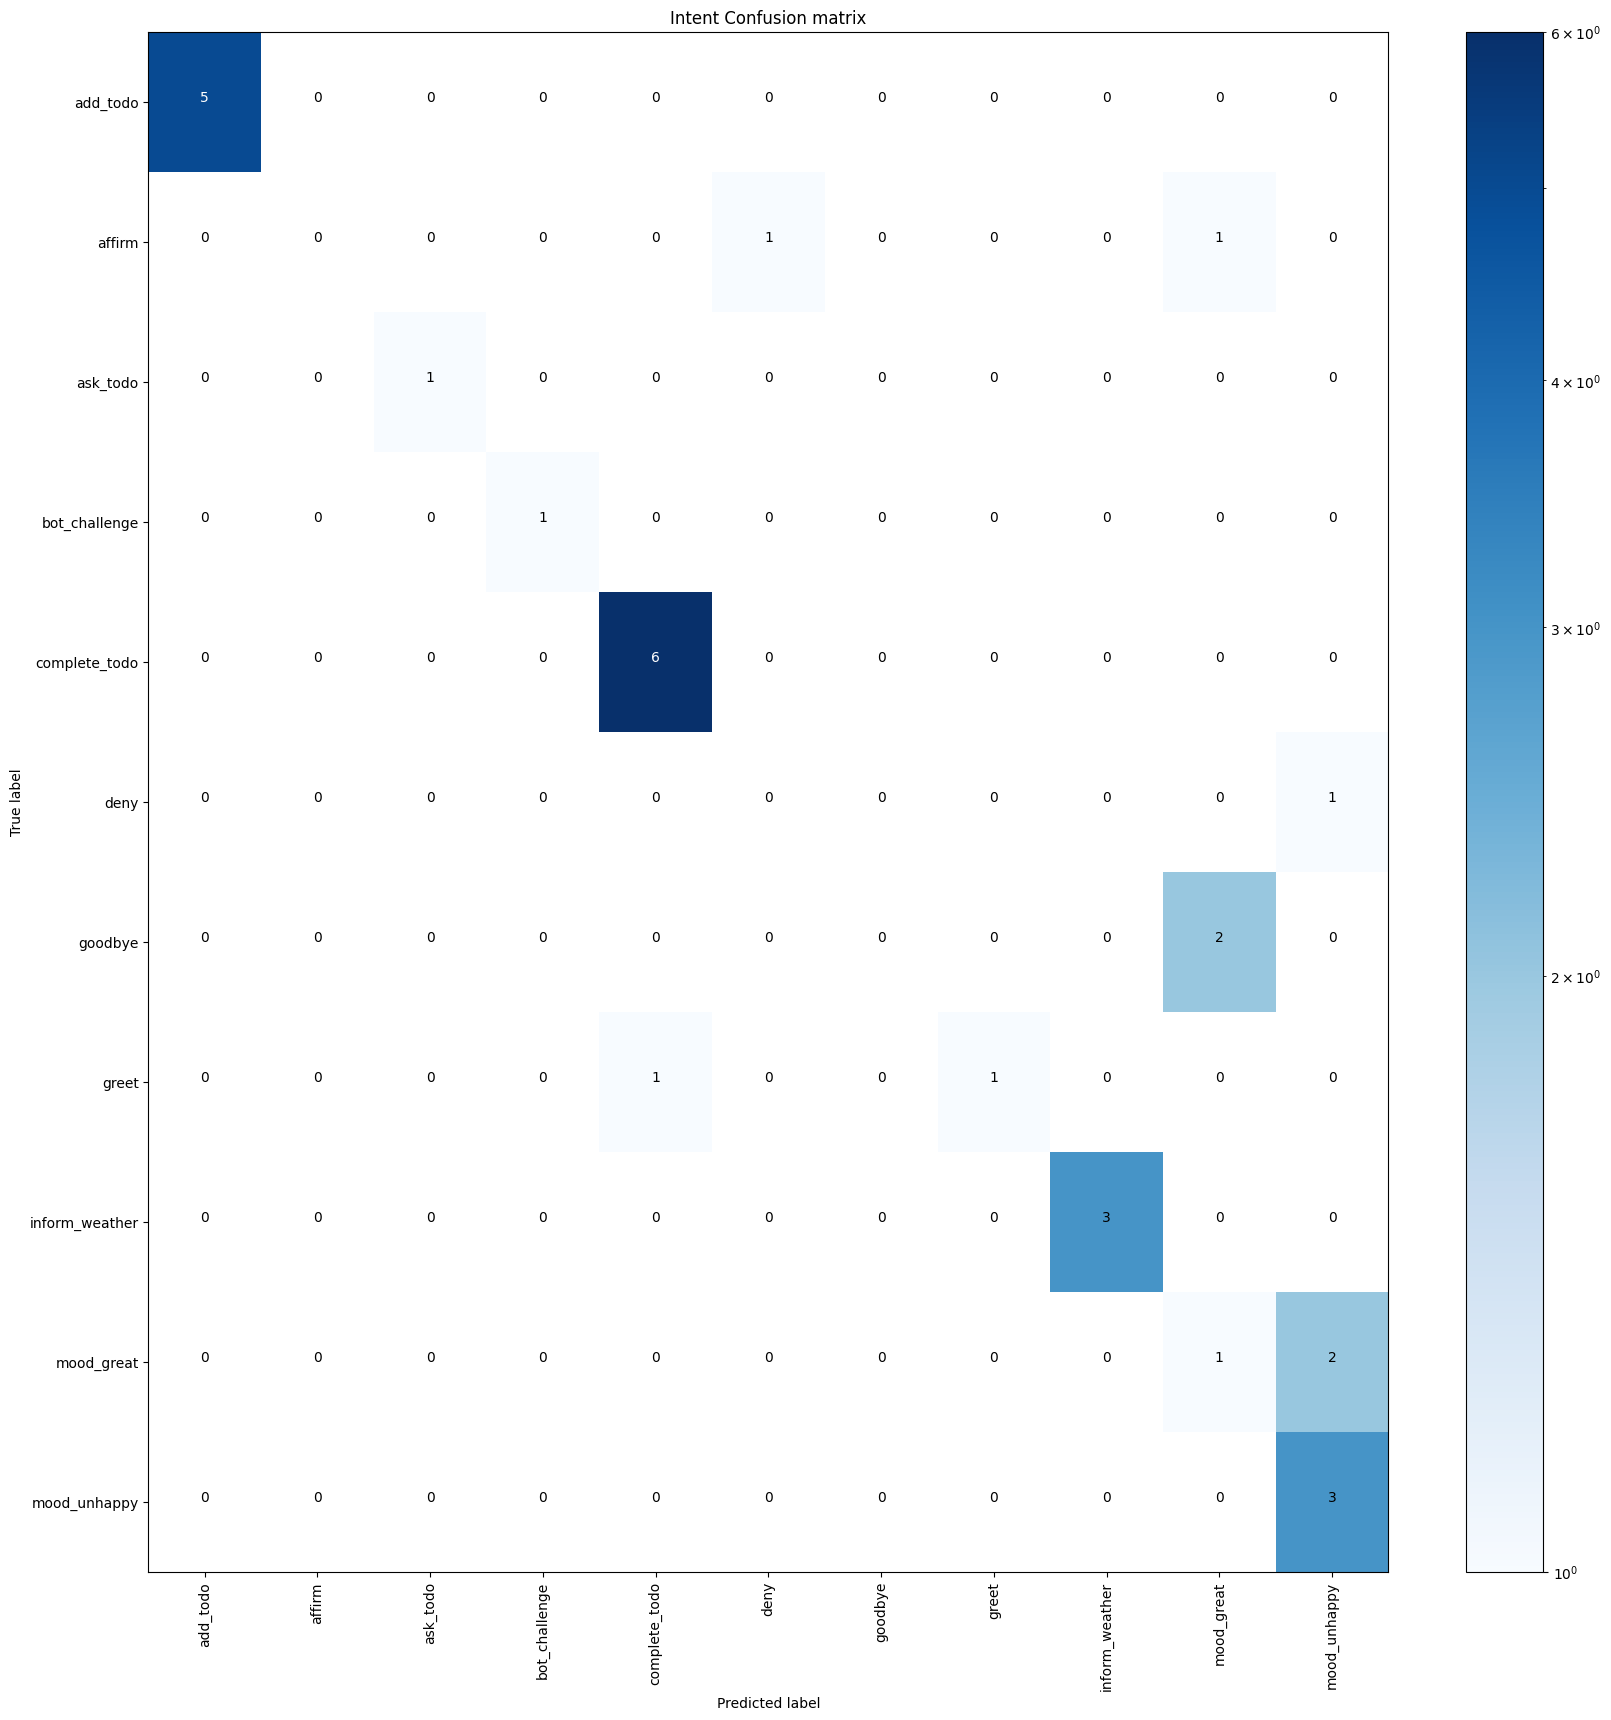 Intent Confusion matrix
add_todo 5 0 0 0 0 0 0 0 0 0 0
affirm 0 0 0 0 0 1 0 0 0 1 0
ask_todo 0 0 1 0 0 0 0 0 0 0 0
bot_challenge 0 0 0 1 0 0 0 0 0 0 0
complete_todo 0 0 0 0 6 0 0 0 0 0 0
deny 0 0 0 0 0 0 0 0 0 0 1
goodbye 0 0 0 0 0 0 0 0 0 2 0
greet 0 0 0 0 1 0 0 1 0 0 0
inform_weather 0 0 0 0 0 0 0 0 3 0 0
mood_great 0 0 0 0 0 0 0 0 0 1 2
mood_unhappy 0 0 0 0 0 0 0 0 0 0 3
True label
add_todo
affirm
ask_todo
bot_challenge
complete_todo
deny
goodbye
greet
inform_weather
mood_great
mood_unhappy
Predicted label
6 × 10⁰
4 × 10⁰
3 × 10⁰
2 × 10⁰
10⁰